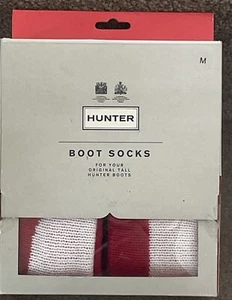 M
HUNTER
BOOT SOCKS
FOR YOUR
ORIGINAL TALL
HUNTER BOOTS